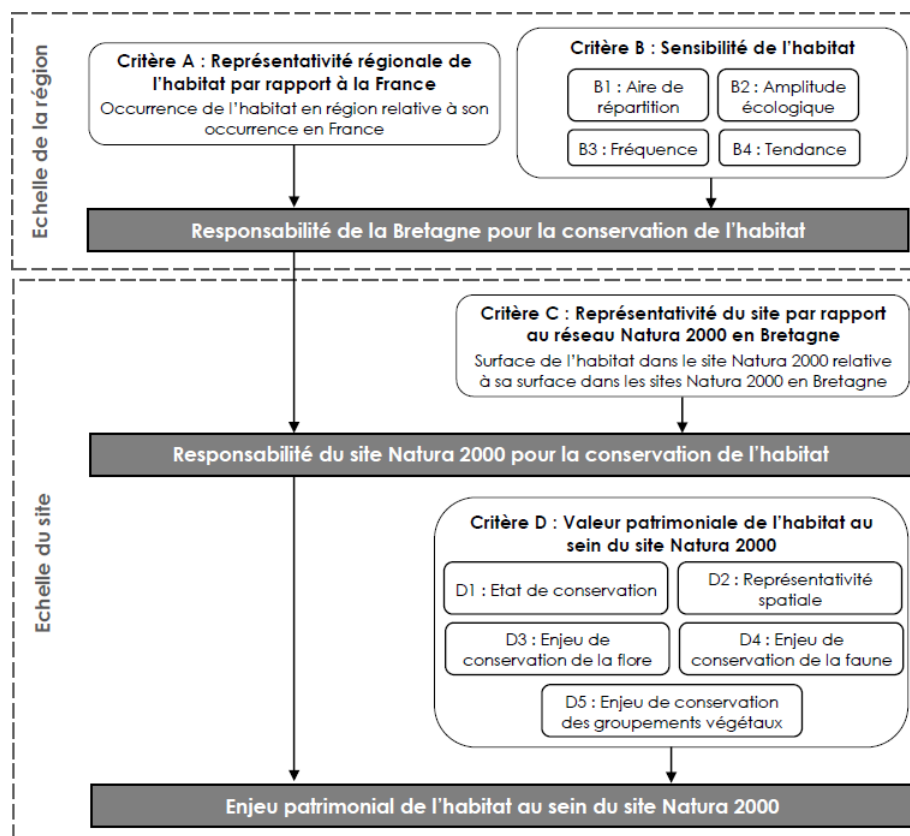 Echelle de la région
Critère A : Représentativité régionale
de l'habitat par rapport à la France
Occurrence de l'habitat en région relative à son
occurrence en France
Critère B : Sensibilité de l'habitat
B1 : Aire de
répartition
B2 : Amplitude
écologique
B3 : Fréquence
B4 : Tendance
Responsabilité de la Bretagne pour la conservation de l'habitat
Echelle du site
Critère C : Représentativité du site par rapport
au réseau Natura 2000 en Bretagne
Surface de l'habitat dans le site Natura 2000 relative
à sa surface dans les sites Natura 2000 en Bretagne
Responsabilité du site Natura 2000 pour la conservation de l'habitat
Critère D : Valeur patrimoniale de l'habitat au
sein du site Natura 2000
D1 : Etat de conservation
D2 : Représentativité
spatiale
D3 : Enjeu de
conservation de la flore
D4 : Enjeu de
conservation de la faune
D5 : Enjeu de conservation
des groupements végétaux
Enjeu patrimonial de l'habitat au sein du site Natura 2000